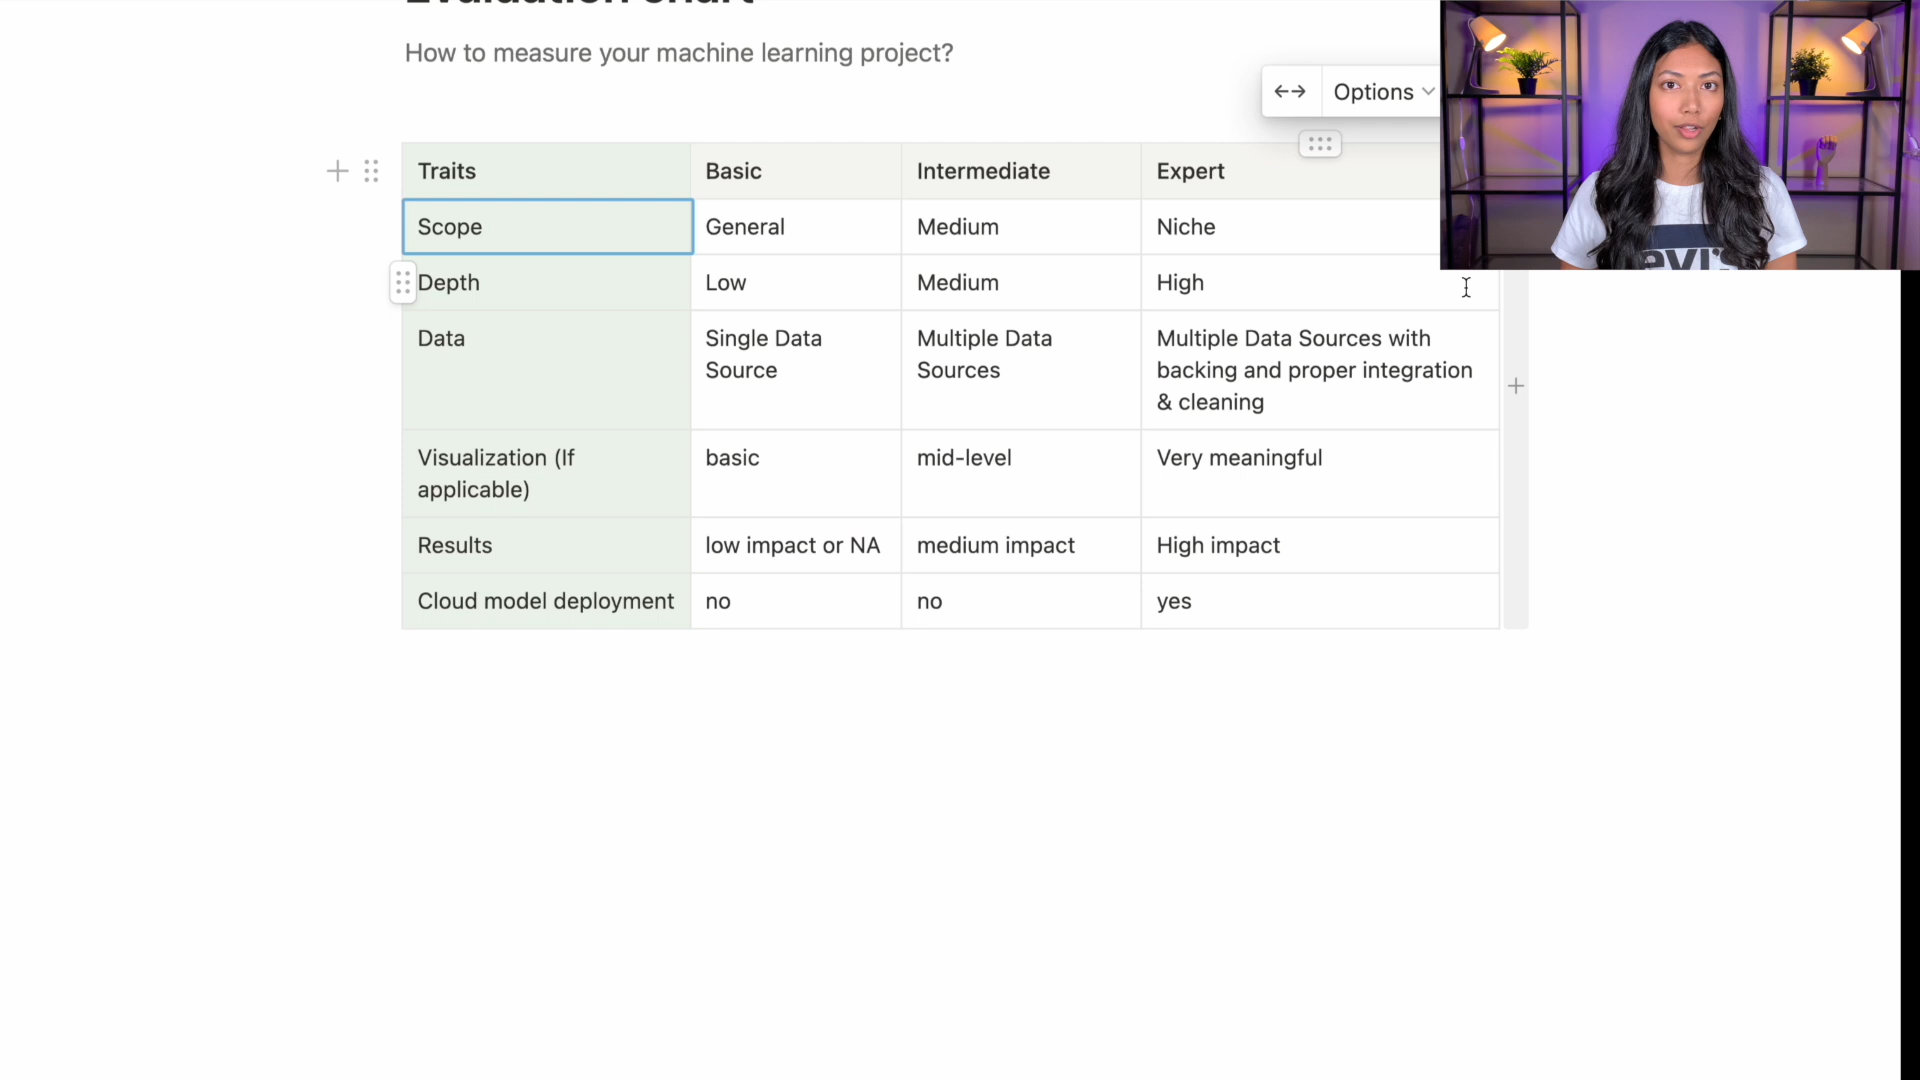 Evaluation Chart
How to measure your machine learning project?
Options
Traits Basic Intermediate Expert
Scope General Medium Niche
Depth Low Medium High
Data Single Data Multiple Data Multiple Data Sources with
Source Sources backing and proper integration
& cleaning
Visualization (If basic mid-level Very meaningful
applicable)
Results low impact or NA medium impact High impact
Cloud model deployment no no yes